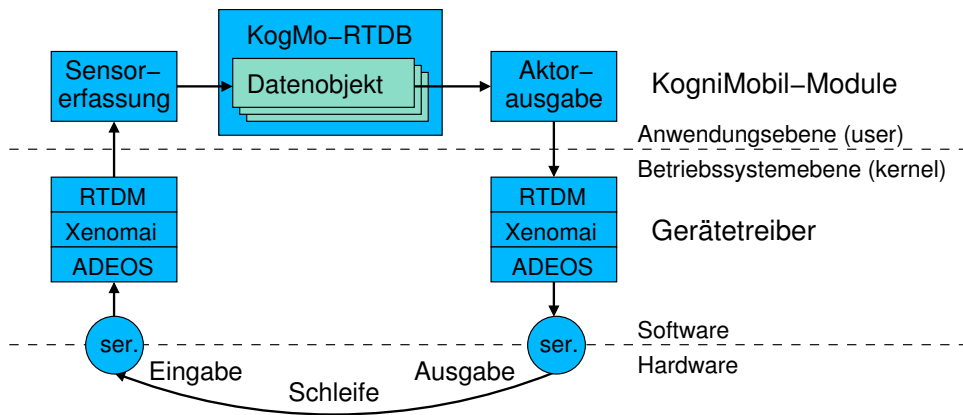 KogMo−RTDB
Sensor−
erfassung
Datenobjekt
Aktor−
ausgabe
KogniMobil−Module
Anwendungsebene (user)
Betriebssystemebene (kernel)
RTDM
Xenomai
ADEOS
RTDM
Xenomai
ADEOS
Gerätetreiber
ser.
ser.
Software
Hardware
Eingabe
Schleife
Ausgabe